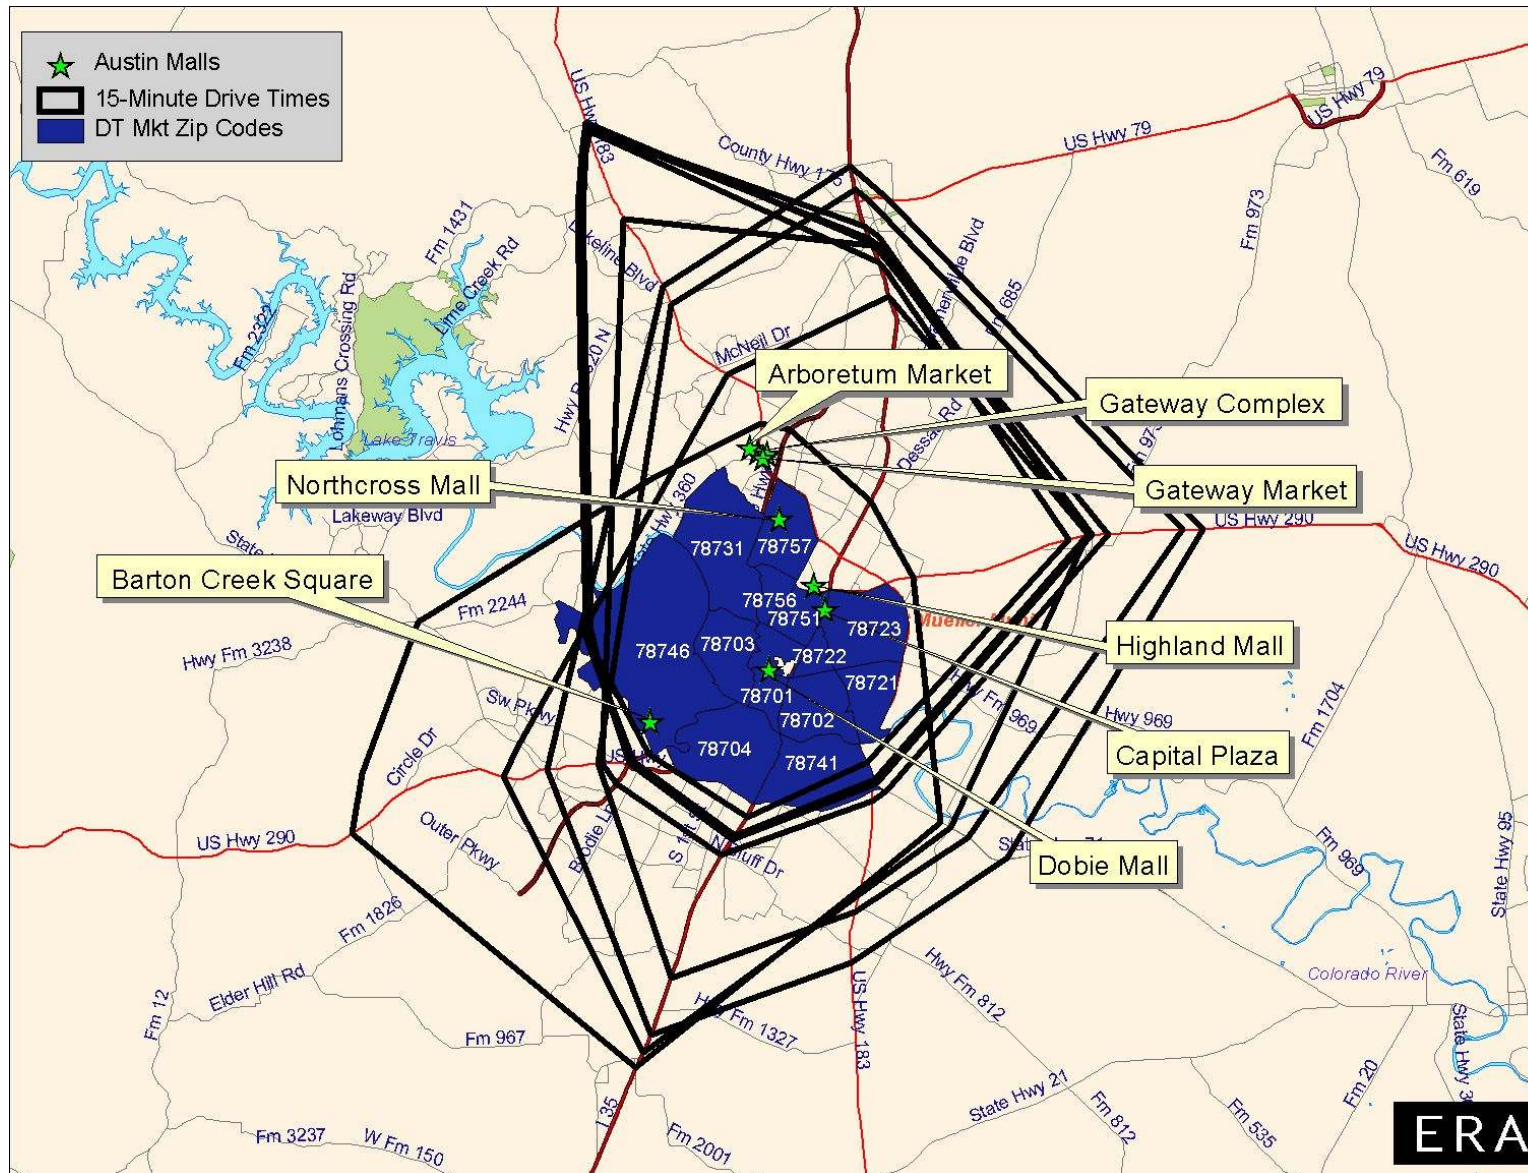 Austin Malls
15-Minute Drive Times
DT Mkt Zip Codes
US Hwy 79
US Hwy 79
County Hwy 175
Fm 619
Fm 973
Fm 1431
Lime Creek Rd
Lakeline Blvd
Fm 685
Lohmans Crossing Rd
Fm 2322
McNeil Dr
Arboretum Market
Gateway Complex
Dessau Rd
Lake Travis
Northcross Mall
Gateway Market
Lakeway Blvd
US Hwy 290
US Hwy 290
78731
78757
Barton Creek Square
Fm 2244
78756
78751
78723
Hwy Fm 3238
78746
78703
78722
Highland Mall
78721
78701
Hwy Fm 969
Hwy 969
Fm 1704
Sw Pkwy
78702
Circle Dr
78704
78741
Capital Plaza
US Hwy 290
Outer Pkwy
Brodie Ln
Dobie Mall
Fm 969
State Hwy 95
Fm 1826
Elder Hill Rd
Hwy Fm 812
Colorado River
Fm 12
Fm 967
Hwy Fm 1327
US Hwy 183
State Hwy 21
Fm 20
Fm 812
Fm 535
I 35
Fm 3237
W Fm 150
Fm 2001
ERA